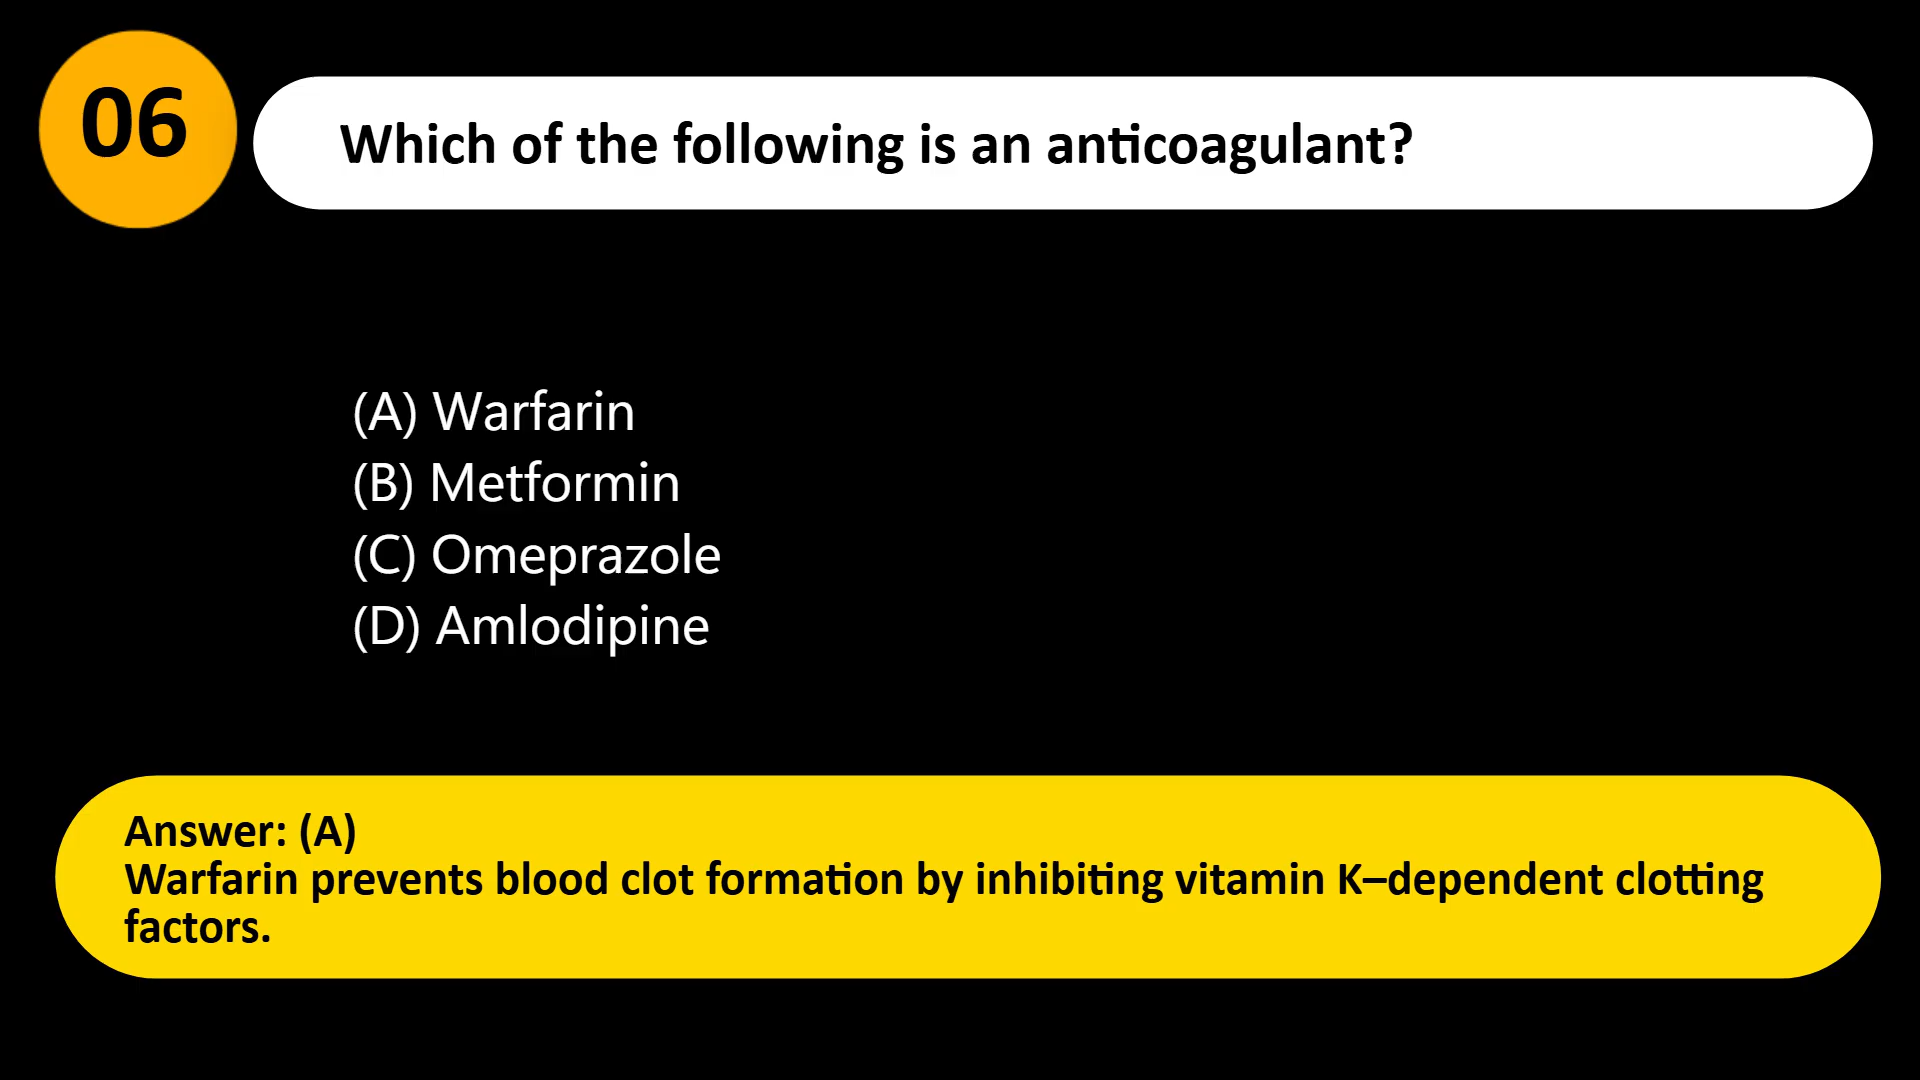 06
Which of the following is an anticoagulant?
(A) Warfarin
(B) Metformin
(C) Omeprazole
(D) Amlodipine
Answer: (A)
Warfarin prevents blood clot formation by inhibiting vitamin K–dependent clotting
factors.